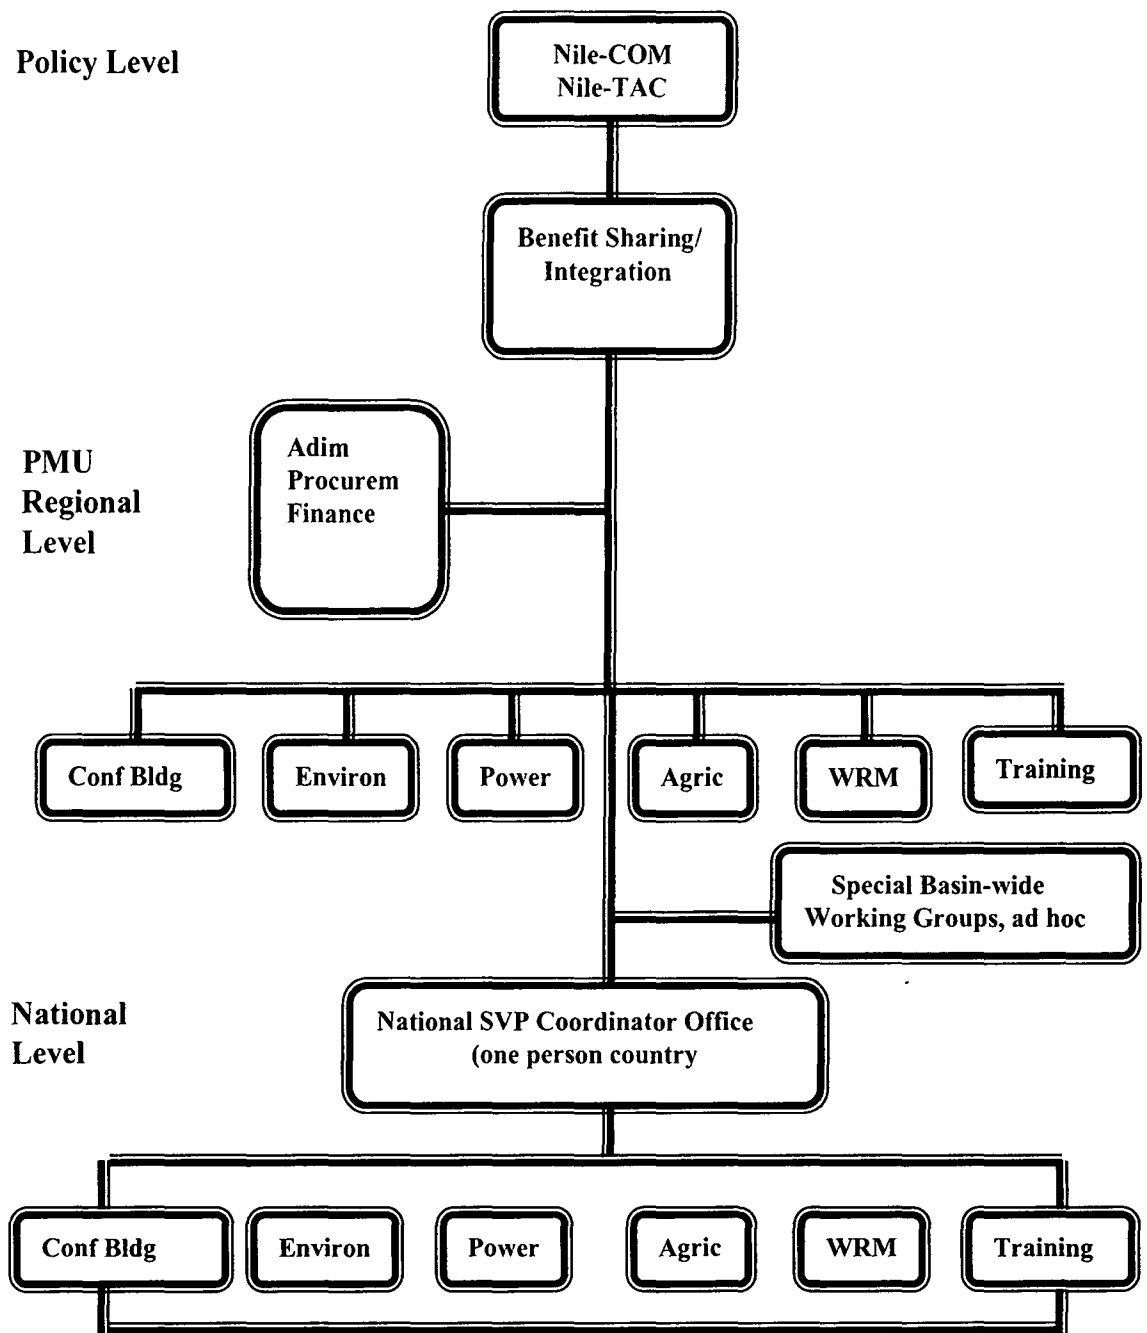 Policy Level
Nile-COM
Nile-TAC
Benefit Sharing/
Integration
PMU
Regional
Level
Adim
Procurem
Finance
Conf Bldg
Environ
Power
Agric
WRM
Training
Special Basin-wide
Working Groups, ad hoc
National
Level
National SVP Coordinator Office
(one person country
Conf Bldg
Environ
Power
Agric
WRM
Training